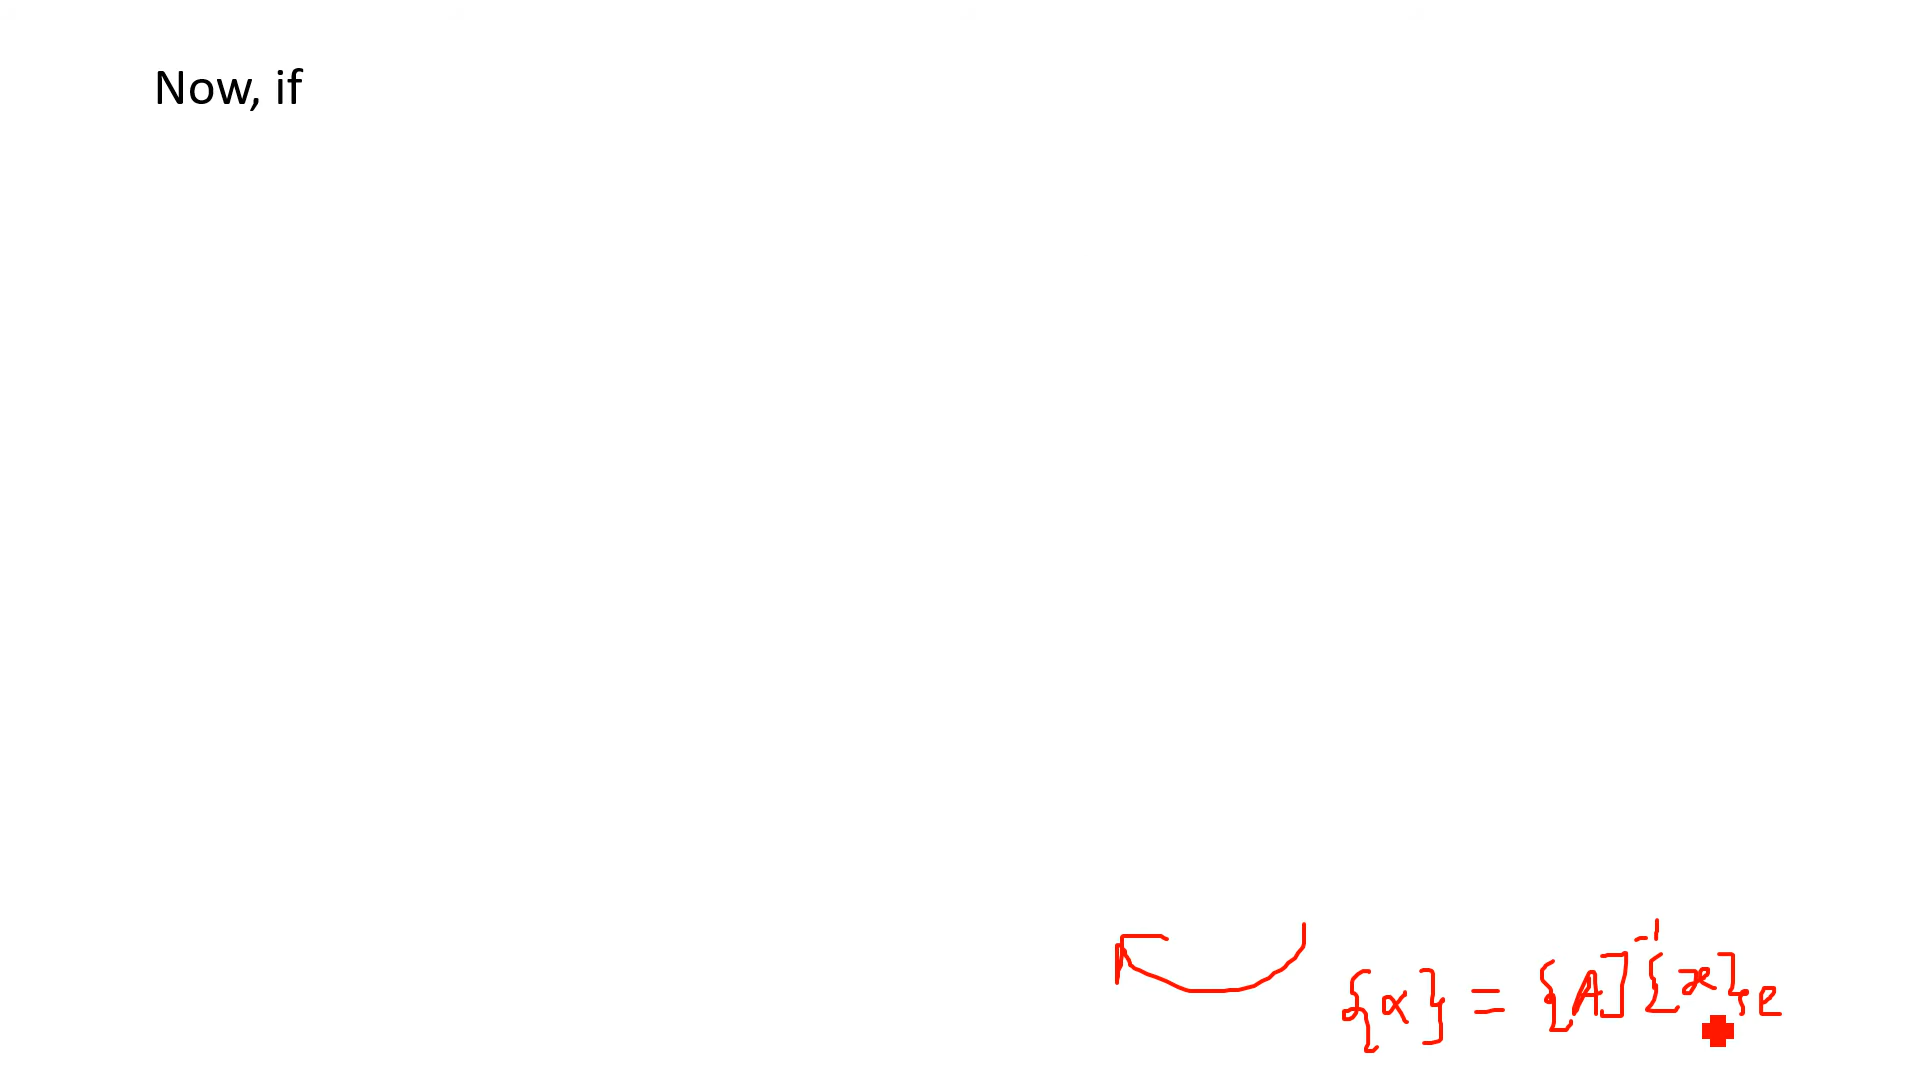 Now, if
{α} = {A]⁻¹ {x}e